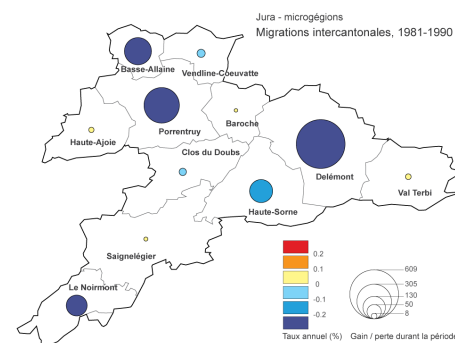 Jura - microgégions
Migrations intercantonales, 1981-1990
Basse-Allaine
Vendline-Coeuvatte
Porrentruy
Baroche
Haute-Ajoie
Clos du Doubs
Delémont
Val Terbi
Haute-Sorne
Saignelégier
Le Noirmont
0.2
0.1
0
-0.1
-0.2
609
305
130
50
8
Taux annuel (%) Gain / perte durant la période